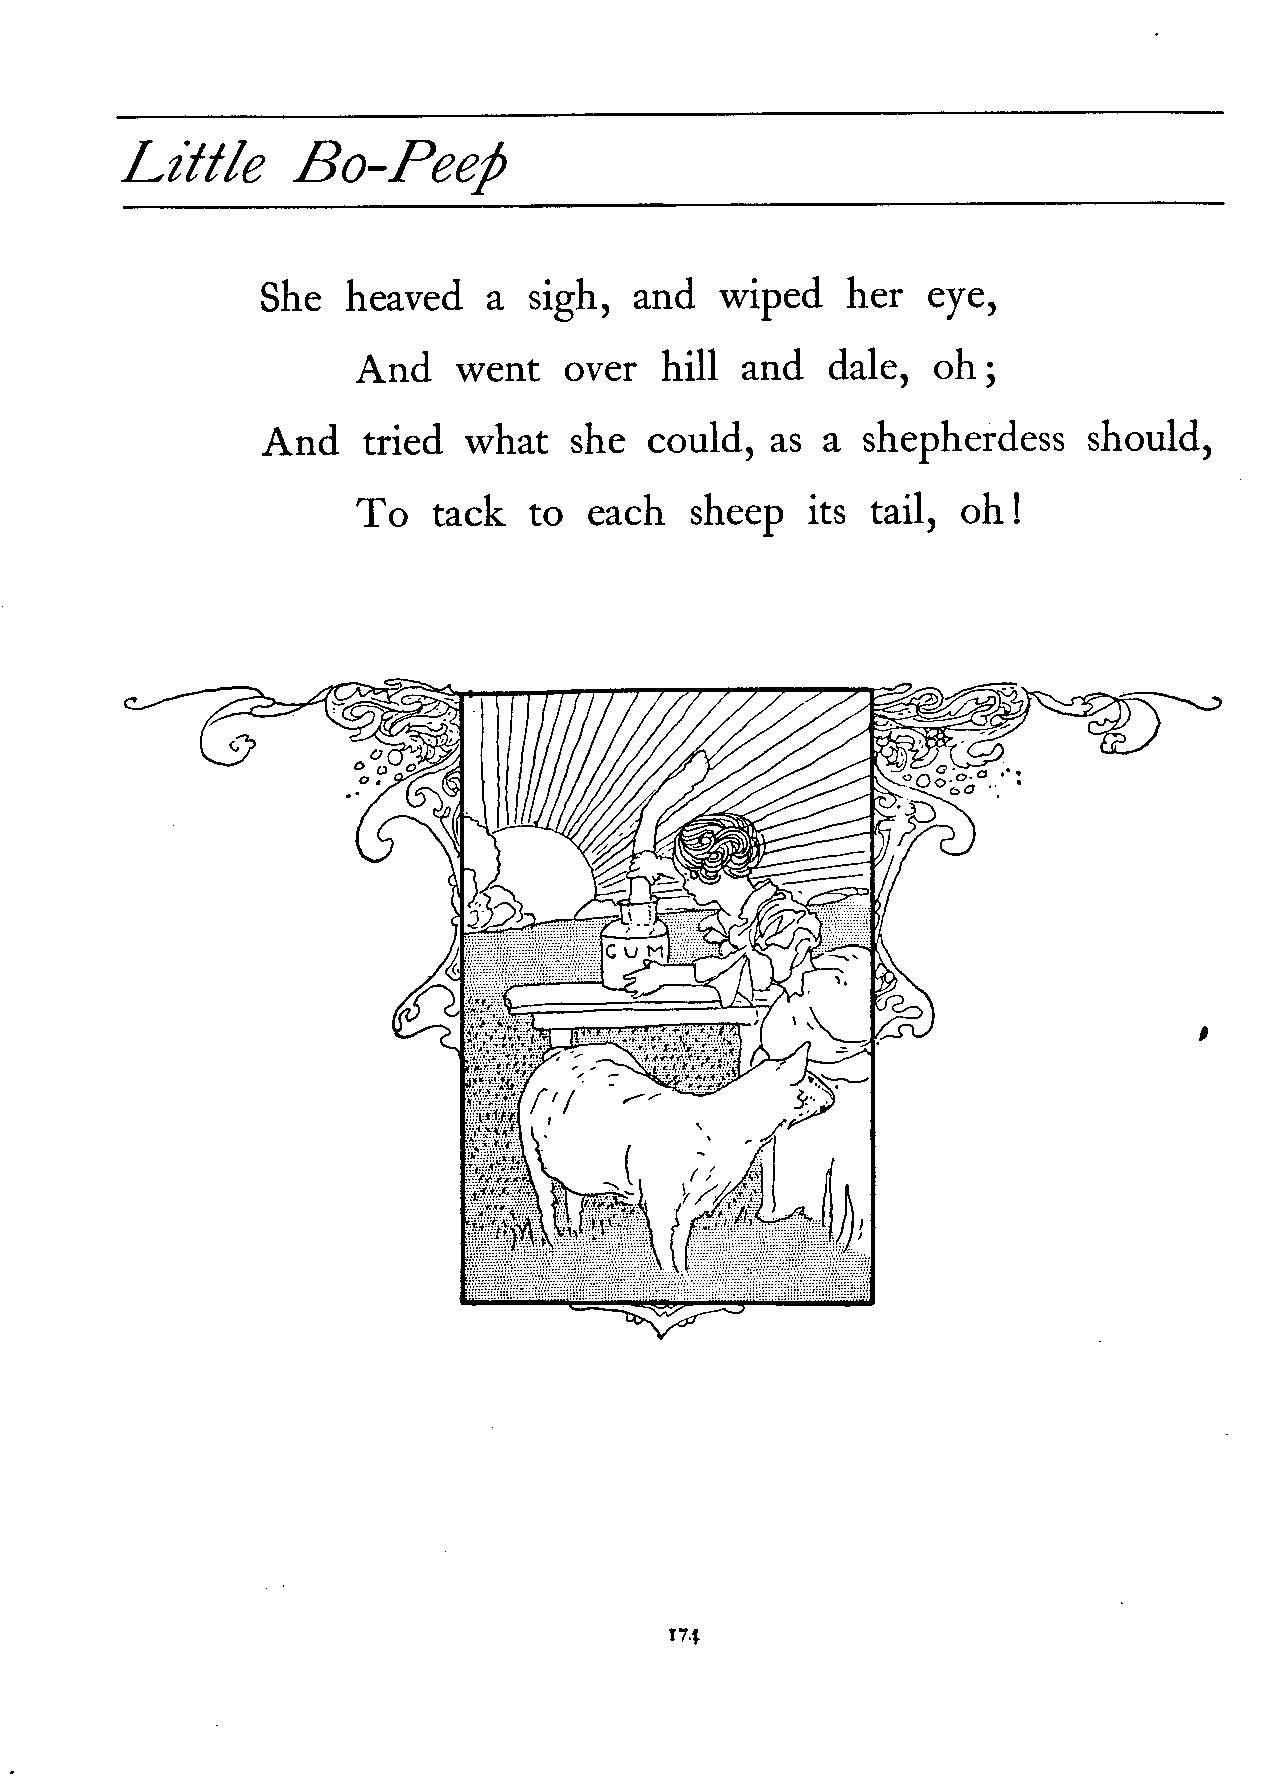 Little Bo-Peep
She heaved a sigh, and wiped her eye,
And went over hill and dale, oh;
And tried what she could, as a shepherdess should,
To tack to each sheep its tail, oh!
GUM
174